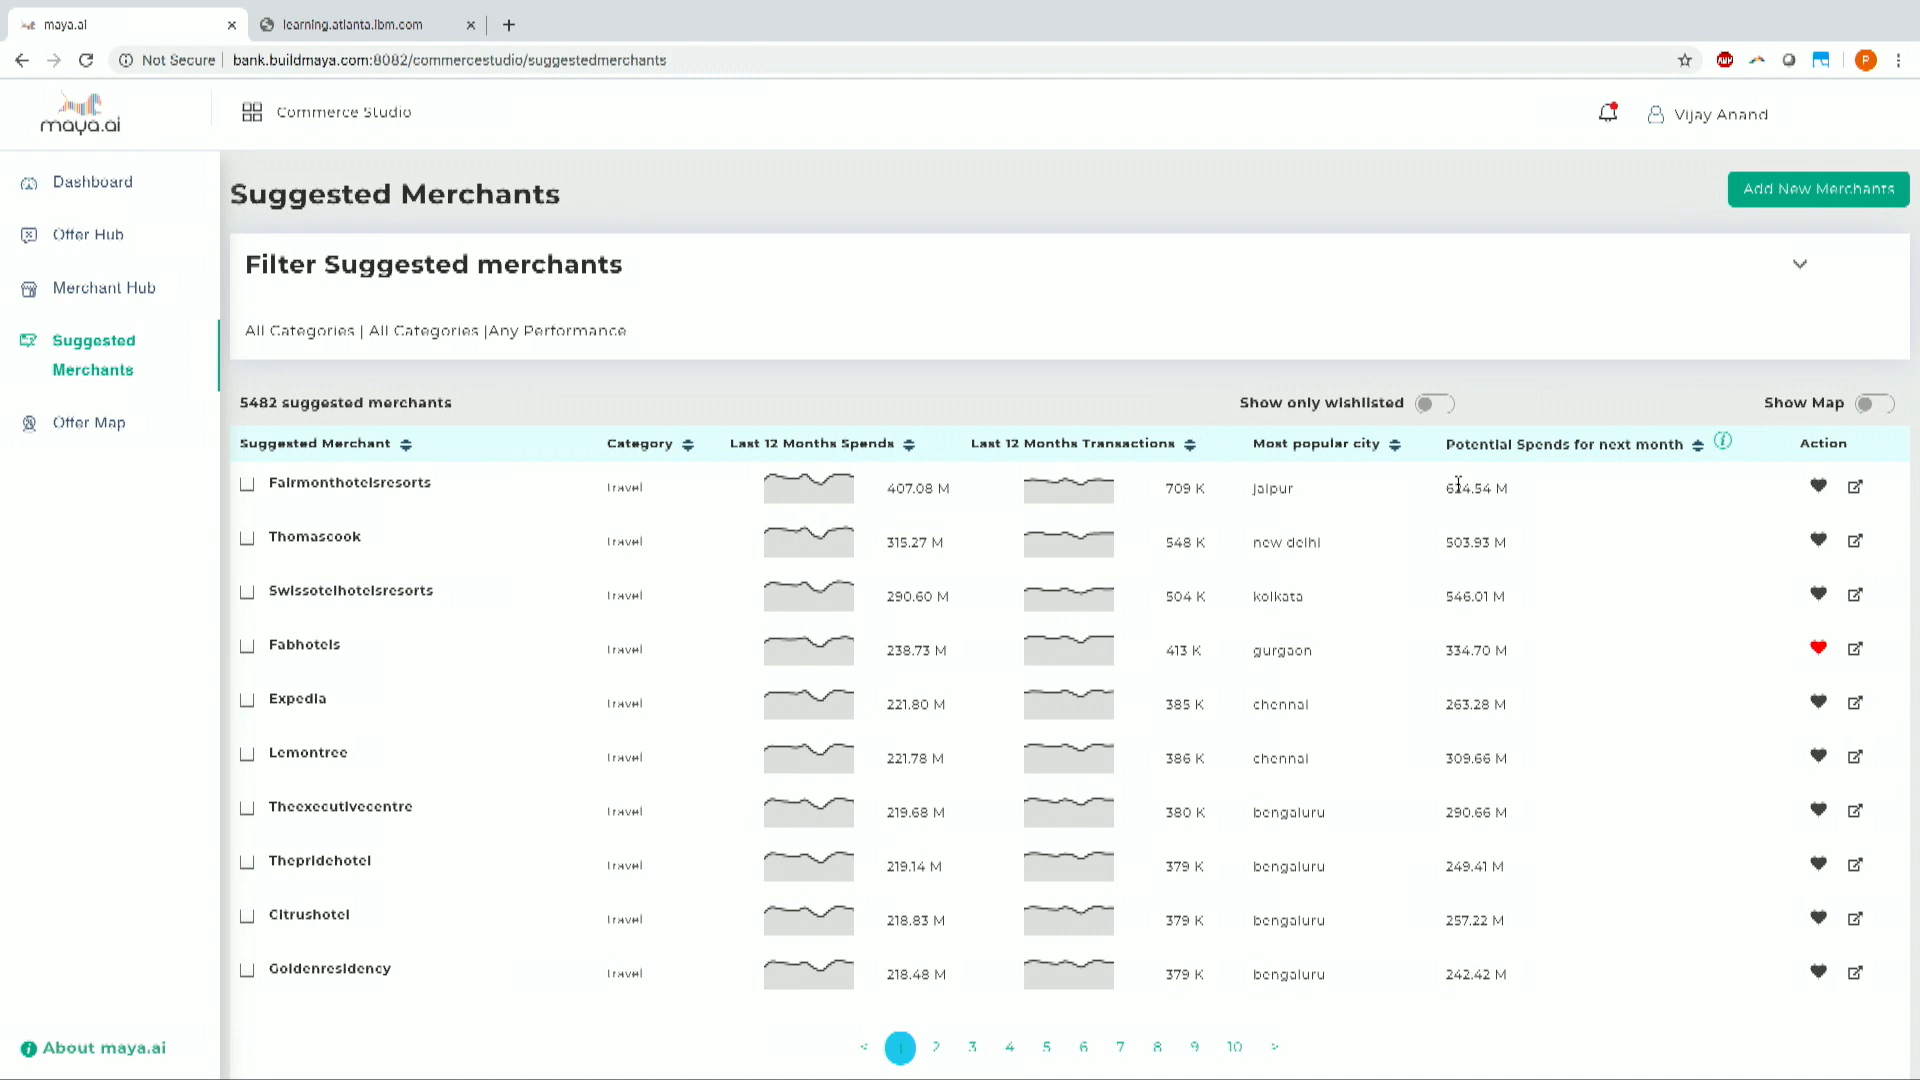 maya.ai
learning.atlanta.ibm.com
Not Secure | bank.buildmaya.com:8082/commercestudio/suggestedmerchants
ABP
P
maya.ai
Commerce Studio
Vijay Anand
Dashboard
Offer Hub
Merchant Hub
Suggested
Merchants
Offer Map
About maya.ai
Suggested Merchants
Add New Merchants
Filter Suggested merchants
All Categories | All Categories |Any Performance
5482 suggested merchants
Show only wishlisted
Show Map
Suggested Merchant Category Last 12 Months Spends Last 12 Months Transactions Most popular city Potential Spends for next month Action
Fairmonthotelsresorts travel 407.08 M 709 K jaipur M
Thomascook travel 315.27 M 548 K new delhi 503.93 M
Swissotelhotelsresorts travel 290.60 M 504 K kolkata 546.01 M
Fabhotels travel 238.73 M 413 K gurgaon 334.70 M
Expedia travel 221.80 M 385 K chennai 263.28 M
Lemontree travel 221.78 M 386 K chennai 309.66 M
Theexecutivecentre travel 219.68 M 380 K bengaluru 290.66 M
Thepridehotel travel 219.14 M 379 K bengaluru 249.41 M
Citrushotel travel 218.83 M 379 K bengaluru 257.22 M
Goldenresidency travel 218.48 M 379 K bengaluru 242.42 M
< 1 2 3 4 5 6 7 8 9 10 >